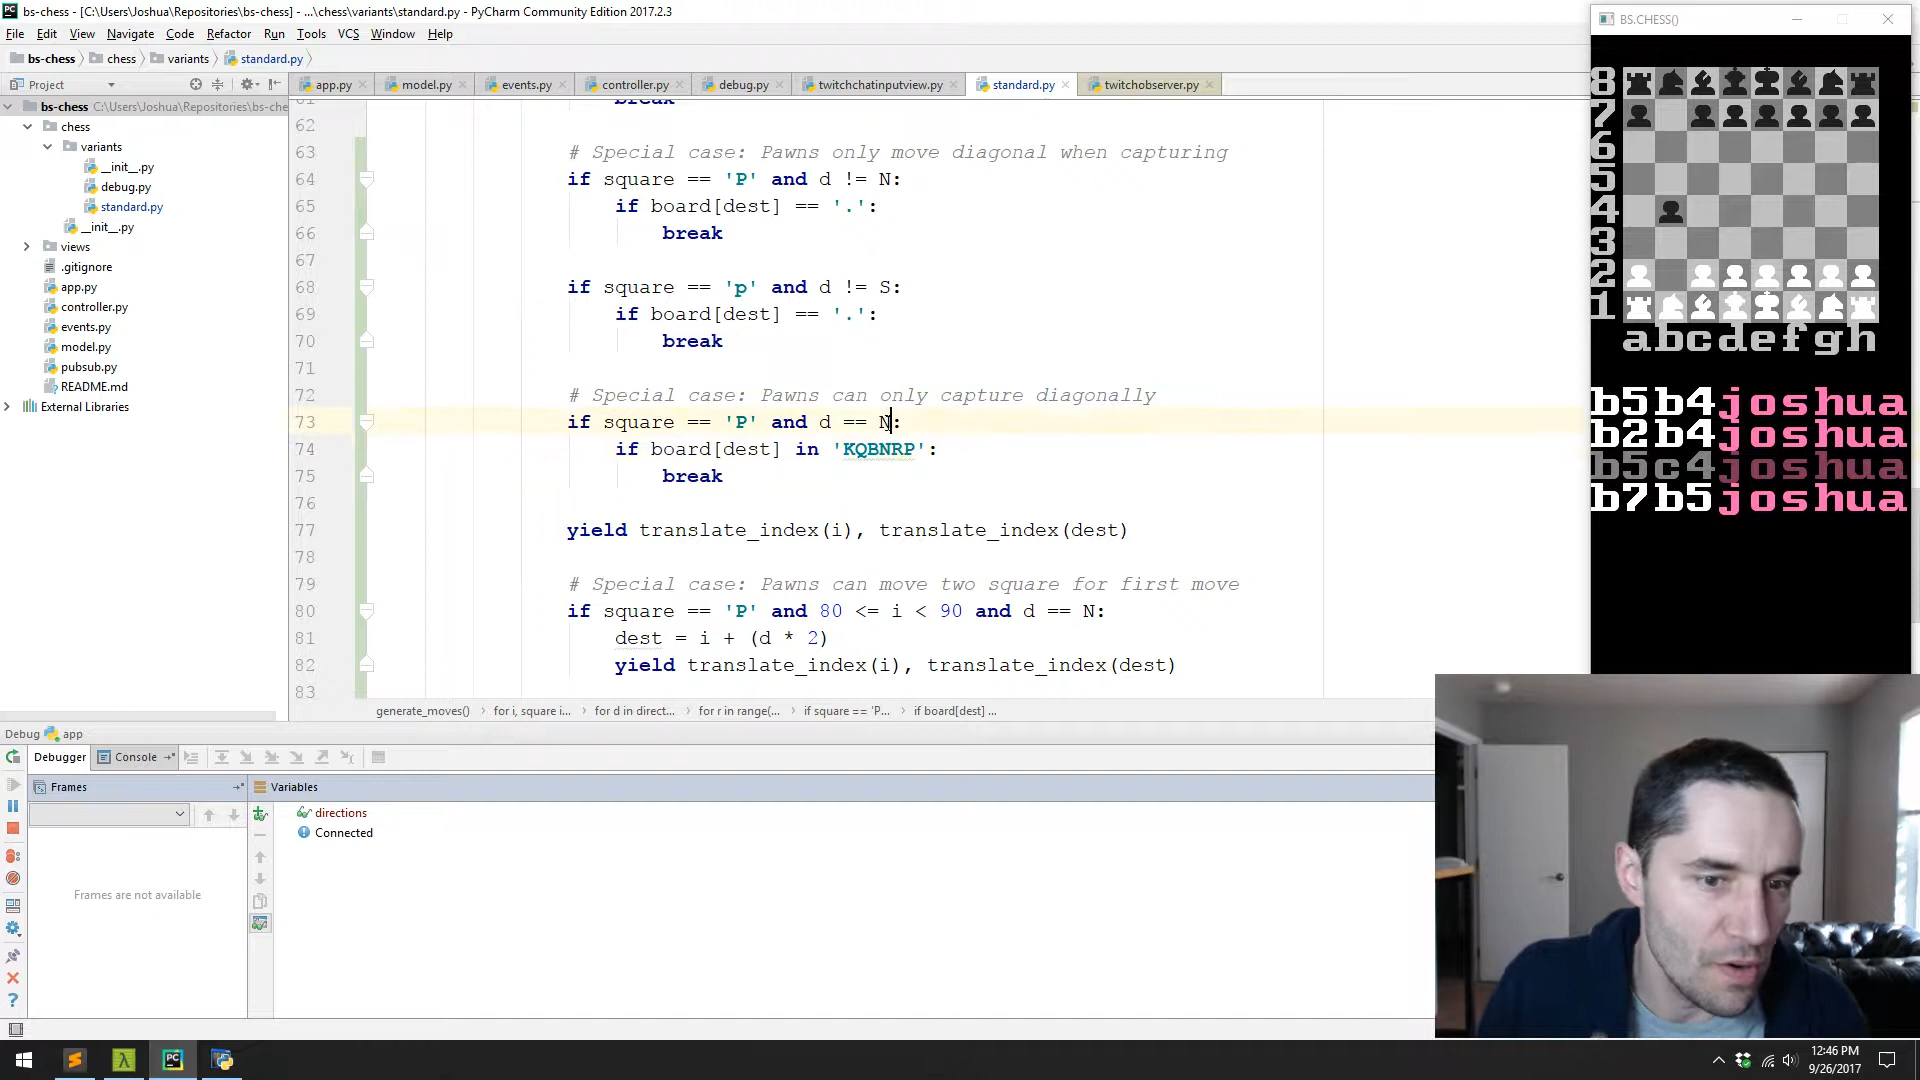 bs-chess - [C:\Users\Joshua\Repositories\bs-chess] - ...\chess\variants\standard.py - PyCharm Community Edition 2017.2.3
File Edit View Navigate Code Refactor Run Tools VCS Window Help
bs-chess chess variants standard.py
Project
app.py model.py events.py controller.py debug.py twitchchatinputview.py standard.py twitchobserver.py
bs-chess C:\Users\Joshua\Repositories\bs-che
chess
variants
__init__.py
debug.py
standard.py
__init__.py
views
.gitignore
app.py
controller.py
events.py
model.py
pubsub.py
README.md
External Libraries
break
62
63 # Special case: Pawns only move diagonal when capturing
64 if square == 'P' and d != N:
65 if board[dest] == '.':
66 break
67
68 if square == 'p' and d != S:
69 if board[dest] == '.':
70 break
71
72 # Special case: Pawns can only capture diagonally
73 if square == 'P' and d == N:
74 if board[dest] in 'KQBNRP':
75 break
76
77 yield translate_index(i), translate_index(dest)
78
79 # Special case: Pawns can move two square for first move
80 if square == 'P' and 80 <= i < 90 and d == N:
81 dest = i + (d * 2)
82 yield translate_index(i), translate_index(dest)
83
generate_moves() for i, square i... for d in direct... for r in range(... if square == 'P... if board[dest] ...
BS.CHESS()
8
7
6
5
4
3
2
1
abcdefgh
b5b4joshua
b2b4joshua
b5c4joshua
b7b5joshua
Debug app
Debugger Console
Frames
Variables
directions
Connected
Frames are not available
12:46 PM
9/26/2017